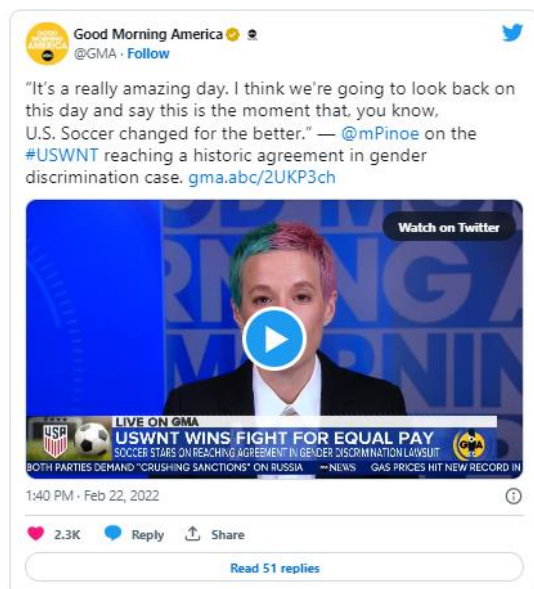 Good Morning America
@GMA · Follow
“It’s a really amazing day. I think we're going to look back on
this day and say this is the moment that, you know,
U.S. Soccer changed for the better.” — @mPinoe on the
#USWNT reaching a historic agreement in gender
discrimination case. gma.abc/2UKP3ch
Watch on Twitter
LIVE ON GMA
USWNT WINS FIGHT FOR EQUAL PAY
SOCCER STARS ON REACHING AGREEMENT IN GENDER DISCRIMINATION LAWSUIT
BOTH PARTIES DEMAND "CRUSHING SANCTIONS" ON RUSSIA NEWS GAS PRICES HIT NEW RECORD IN
USA
GMA
1:40 PM · Feb 22, 2022
2.3K Reply Share
Read 51 replies